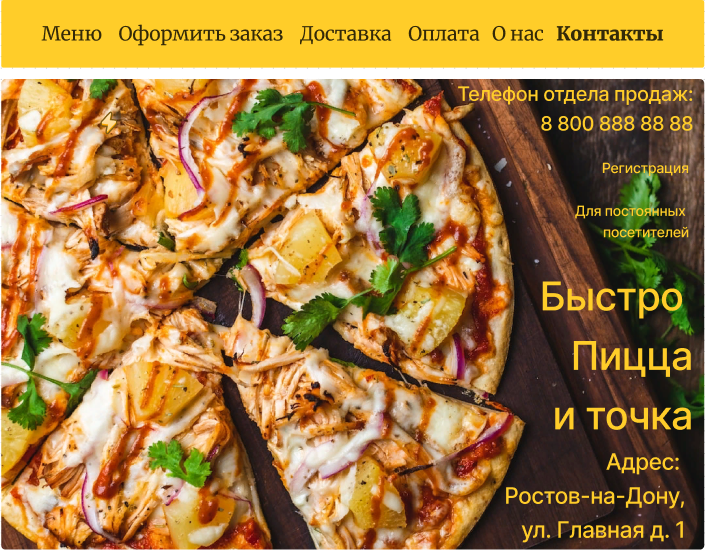 Меню Оформить заказ Доставка Оплата О нас Контакты
Телефон отдела продаж:
8 800 888 88 88
Регистрация
Для постоянных
посетителей
Быстро
Пицца
и точка
Адрес:
Ростов-на-Дону,
ул. Главная д. 1